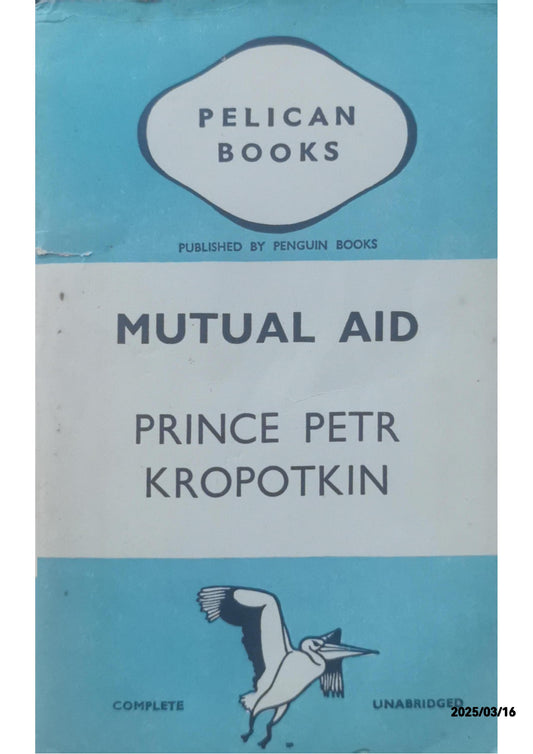 PELICAN
BOOKS
PUBLISHED BY PENGUIN BOOKS
MUTUAL AID
PRINCE PETR
KROPOTKIN
COMPLETE
UNABRIDGED
2025/03/16